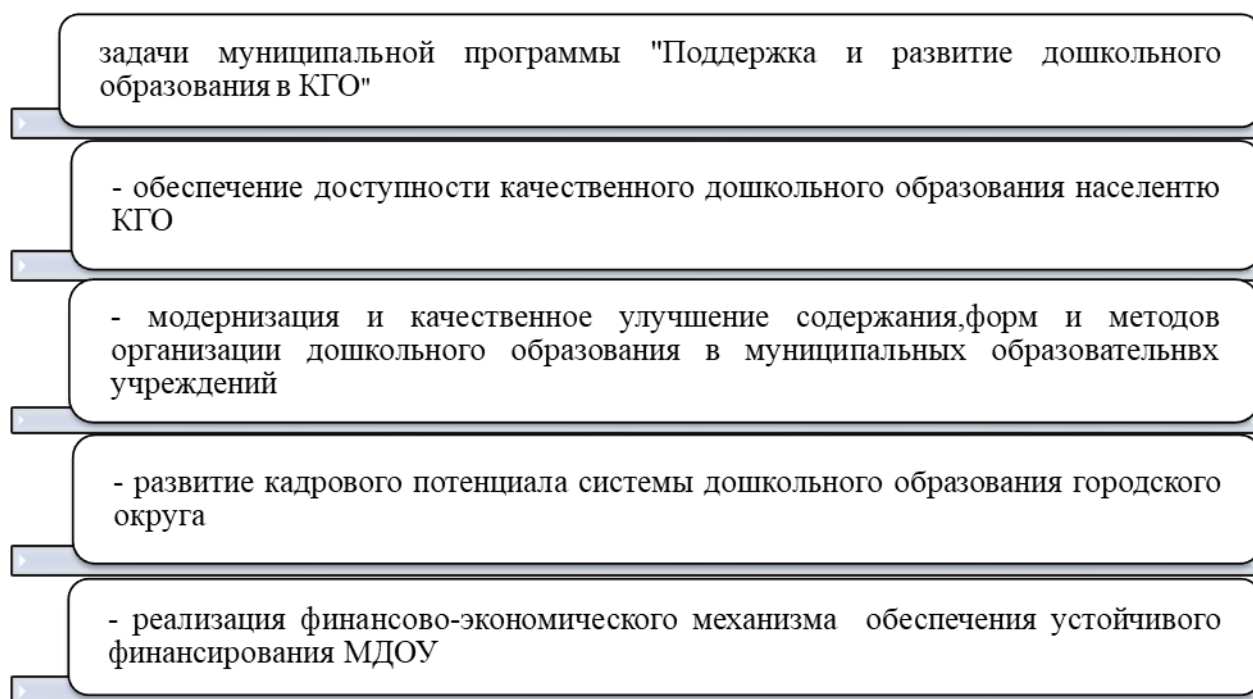 задачи муниципальной программы "Поддержка и развитие дошкольного
образования в КГО"
- обеспечение доступности качественного дошкольного образования населентю
КГО
- модернизация и качественное улучшение содержания,форм и методов
организации дошкольного образования в муниципальных образовательнвх
учреждений
- развитие кадрового потенциала системы дошкольного образования городского
округа
- реализация финансово-экономического механизма обеспечения устойчивого
финансирования МДОУ